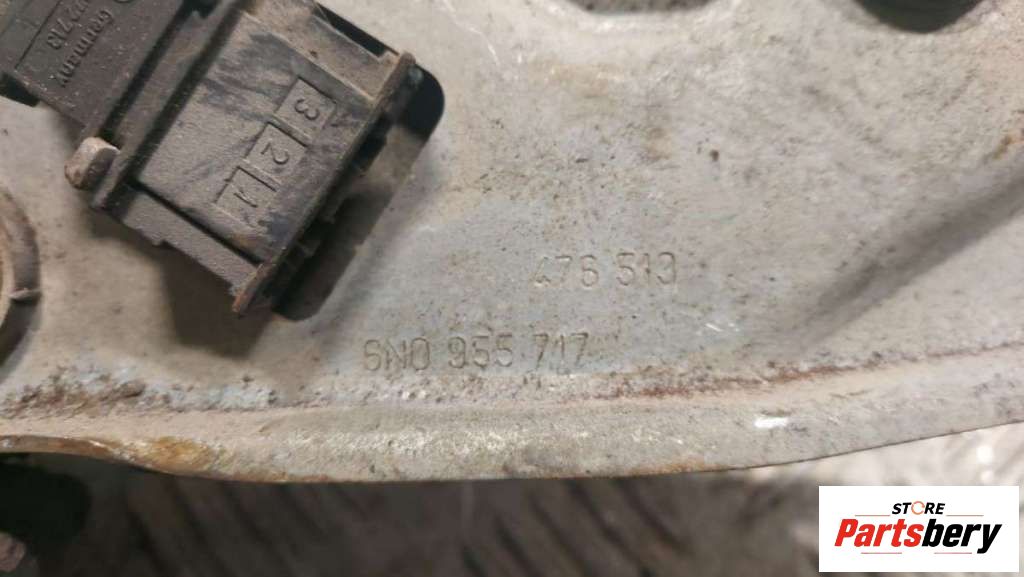 Germany
3 2 1
476 513
6N0 955 717
STORE
Partsbery